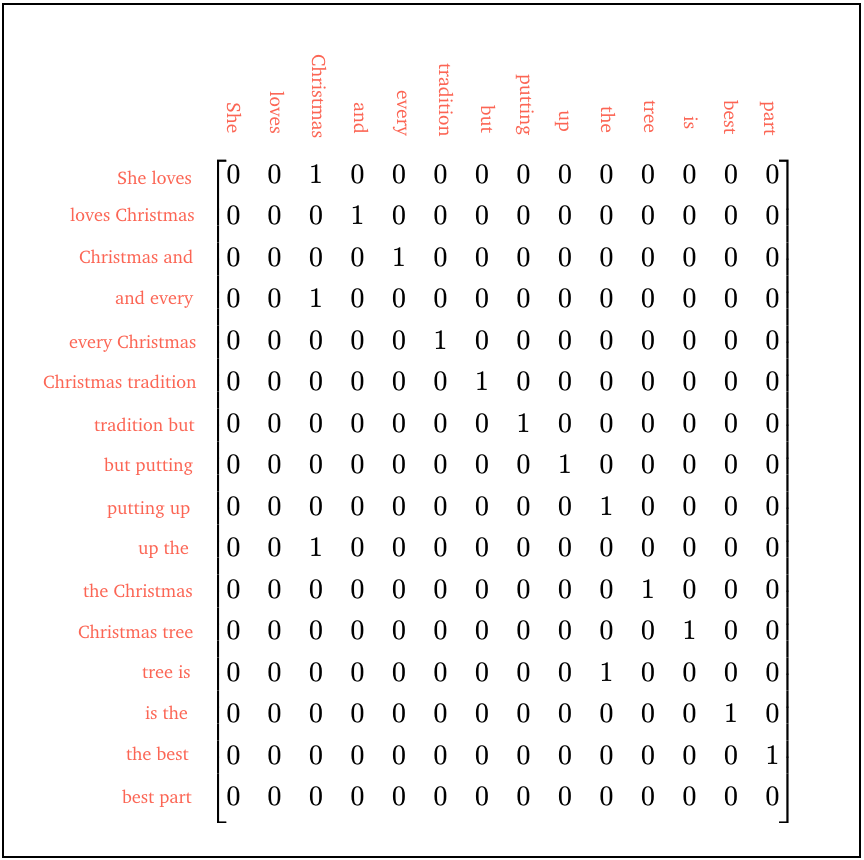 She loves Christmas and every tradition but putting up the tree is best part
She loves 0 0 1 0 0 0 0 0 0 0 0 0 0 0
loves Christmas 0 0 0 1 0 0 0 0 0 0 0 0 0 0
Christmas and 0 0 0 0 1 0 0 0 0 0 0 0 0 0
and every 0 0 1 0 0 0 0 0 0 0 0 0 0 0
every Christmas 0 0 0 0 0 1 0 0 0 0 0 0 0 0
Christmas tradition 0 0 0 0 0 0 1 0 0 0 0 0 0 0
tradition but 0 0 0 0 0 0 0 1 0 0 0 0 0 0
but putting 0 0 0 0 0 0 0 0 1 0 0 0 0 0
putting up 0 0 0 0 0 0 0 0 0 1 0 0 0 0
up the 0 0 1 0 0 0 0 0 0 0 0 0 0 0
the Christmas 0 0 0 0 0 0 0 0 0 0 1 0 0 0
Christmas tree 0 0 0 0 0 0 0 0 0 0 0 1 0 0
tree is 0 0 0 0 0 0 0 0 0 1 0 0 0 0
is the 0 0 0 0 0 0 0 0 0 0 0 0 1 0
the best 0 0 0 0 0 0 0 0 0 0 0 0 0 1
best part 0 0 0 0 0 0 0 0 0 0 0 0 0 0